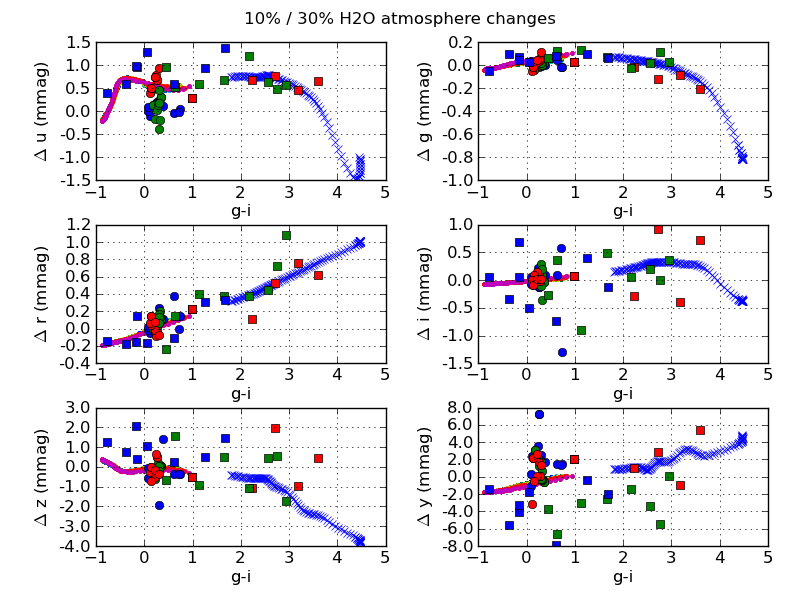 10% / 30% H2O atmosphere changes
1.5
1.0
0.5
0.0
-0.5
-1.0
-1.5
Δ u (mmag)
−1 0 1 2 3 4 5
g-i
0.2
0.0
-0.2
-0.4
-0.6
-0.8
-1.0
Δ g (mmag)
−1 0 1 2 3 4 5
g-i
1.2
1.0
0.8
0.6
0.4
0.2
0.0
-0.2
-0.4
Δ r (mmag)
−1 0 1 2 3 4 5
g-i
1.0
0.5
0.0
-0.5
-1.0
-1.5
Δ i (mmag)
−1 0 1 2 3 4 5
g-i
3.0
2.0
1.0
0.0
-1.0
-2.0
-3.0
-4.0
Δ z (mmag)
−1 0 1 2 3 4 5
g-i
8.0
6.0
4.0
2.0
0.0
-2.0
-4.0
-6.0
-8.0
Δ y (mmag)
−1 0 1 2 3 4 5
g-i